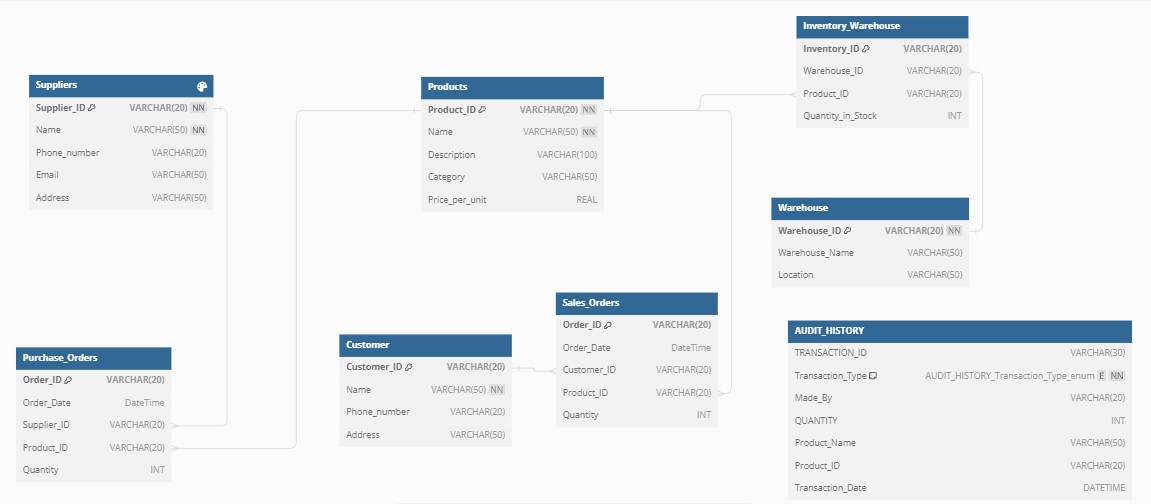 Suppliers
Supplier_ID VARCHAR(20) NN
Name VARCHAR(50) NN
Phone_number VARCHAR(20)
Email VARCHAR(50)
Address VARCHAR(50)
Products
Product_ID VARCHAR(20) NN
Name VARCHAR(50) NN
Description VARCHAR(100)
Category VARCHAR(50)
Price_per_unit REAL
Inventory_Warehouse
Inventory_ID VARCHAR(20)
Warehouse_ID VARCHAR(20)
Product_ID VARCHAR(20)
Quantity_in_Stock INT
Warehouse
Warehouse_ID VARCHAR(20) NN
Warehouse_Name VARCHAR(50)
Location VARCHAR(50)
Purchase_Orders
Order_ID VARCHAR(20)
Order_Date DateTime
Supplier_ID VARCHAR(20)
Product_ID VARCHAR(20)
Quantity INT
Customer
Customer_ID VARCHAR(20)
Name VARCHAR(50) NN
Phone_number VARCHAR(20)
Address VARCHAR(50)
Sales_Orders
Order_ID VARCHAR(20)
Order_Date DateTime
Customer_ID VARCHAR(20)
Product_ID VARCHAR(20)
Quantity INT
AUDIT_HISTORY
TRANSACTION_ID VARCHAR(30)
Transaction_Type AUDIT_HISTORY_Transaction_Type_enum E NN
Made_By VARCHAR(20)
QUANTITY INT
Product_Name VARCHAR(50)
Product_ID VARCHAR(20)
Transaction_Date DATETIME